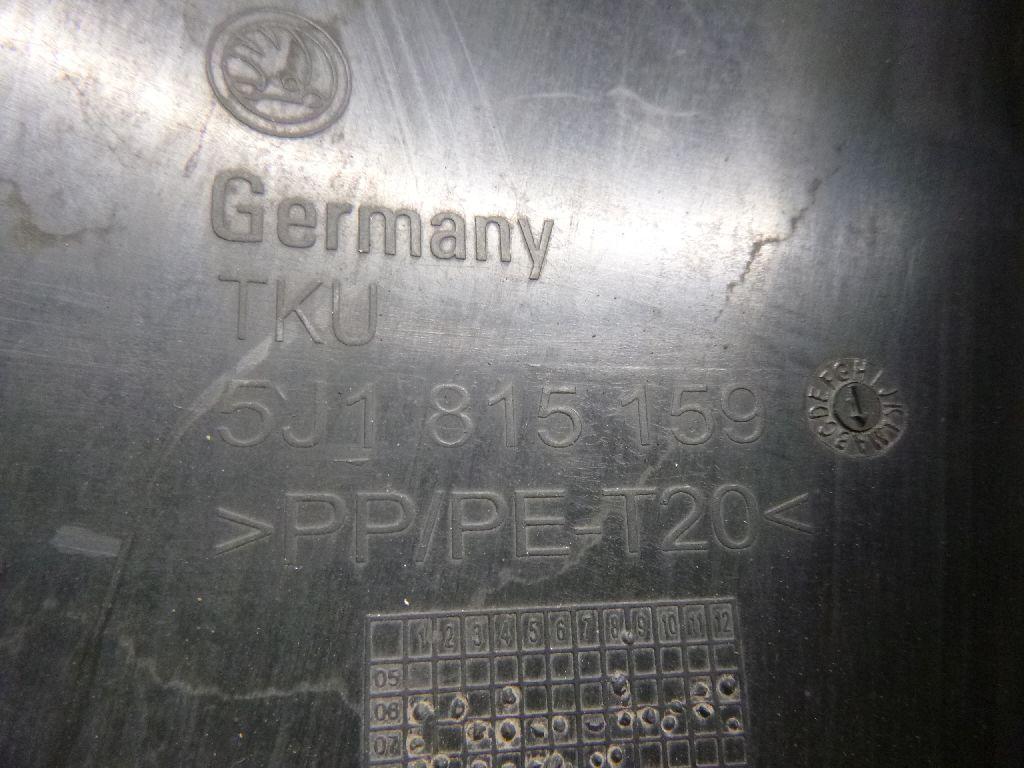 Germany
TKU
5J1 815 159
ABCDEFGHIJKLM
>PP/PE-T20<
1 2 3 4 5 6 7 8 9 10 11 12
05
06
07